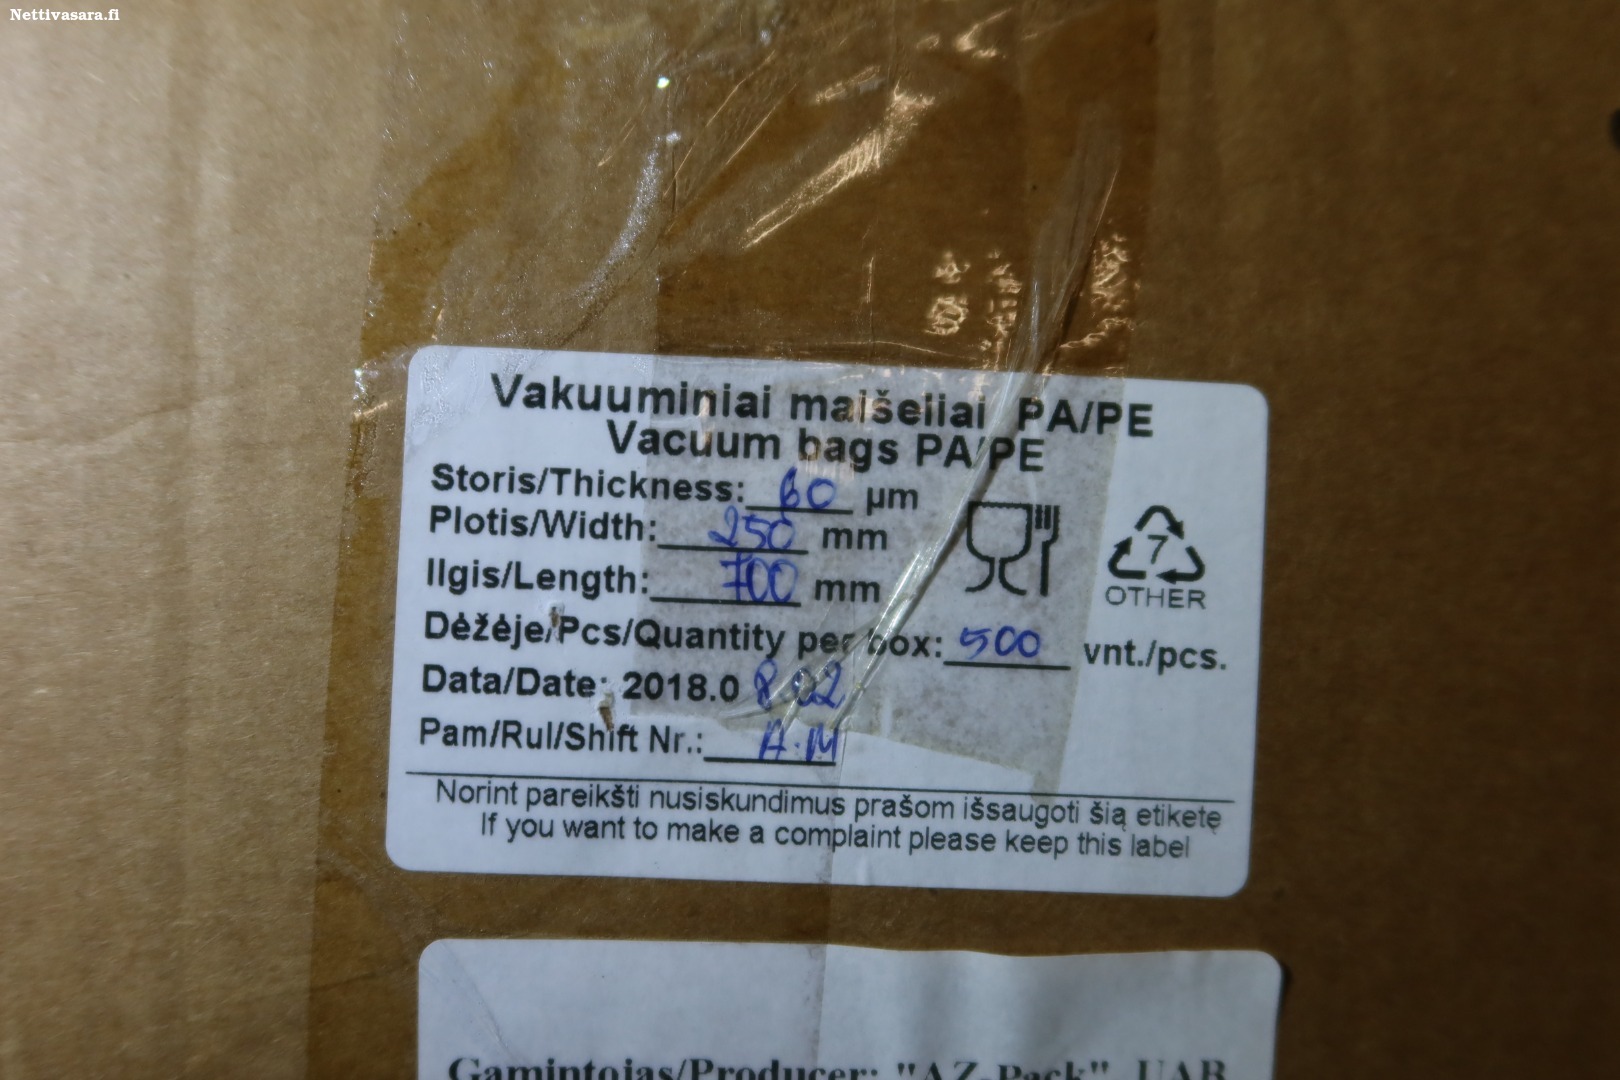 Nettivasara.fi
Vakuuminiai maišeliai PA/PE
Vacuum bags PA/PE
Storis/Thickness: 60 µm
Plotis/Width: 250 mm
Ilgis/Length: 700 mm
7
OTHER
Dėžėje/Pcs/Quantity per box: 500 vnt./pcs.
Data/Date: 2018.08.02
Pam/Rul/Shift Nr.: A.M
Norint pareikšti nusiskundimus prašom išsaugoti šią etiketę
If you want to make a complaint please keep this label
Gamintojas/Producer: "AZ-Pack" UAB